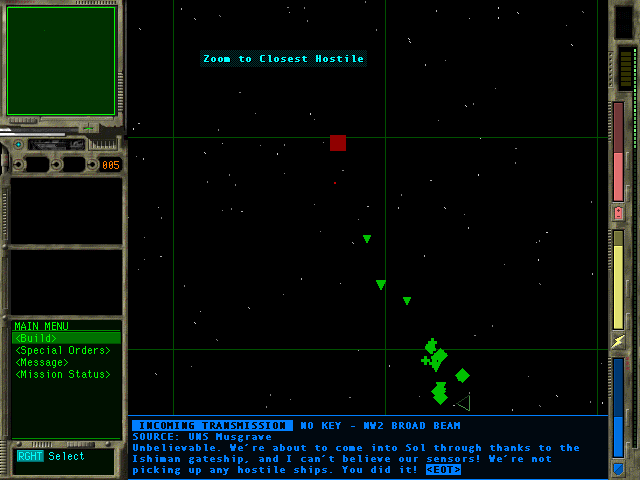 Zoom to Closest Hostile
005
MAIN MENU
<Build>
<Special Orders>
<Message>
<Mission Status>
RGHT Select
INCOMING TRANSMISSION NO KEY - NW2 BROAD BEAM
SOURCE: UNS Musgrave
Unbelievable. We're about to come into Sol through thanks to the
Ishiman gateship, and I can't believe our sensors! We're not
picking up any hostile ships. You did it! <EOT>